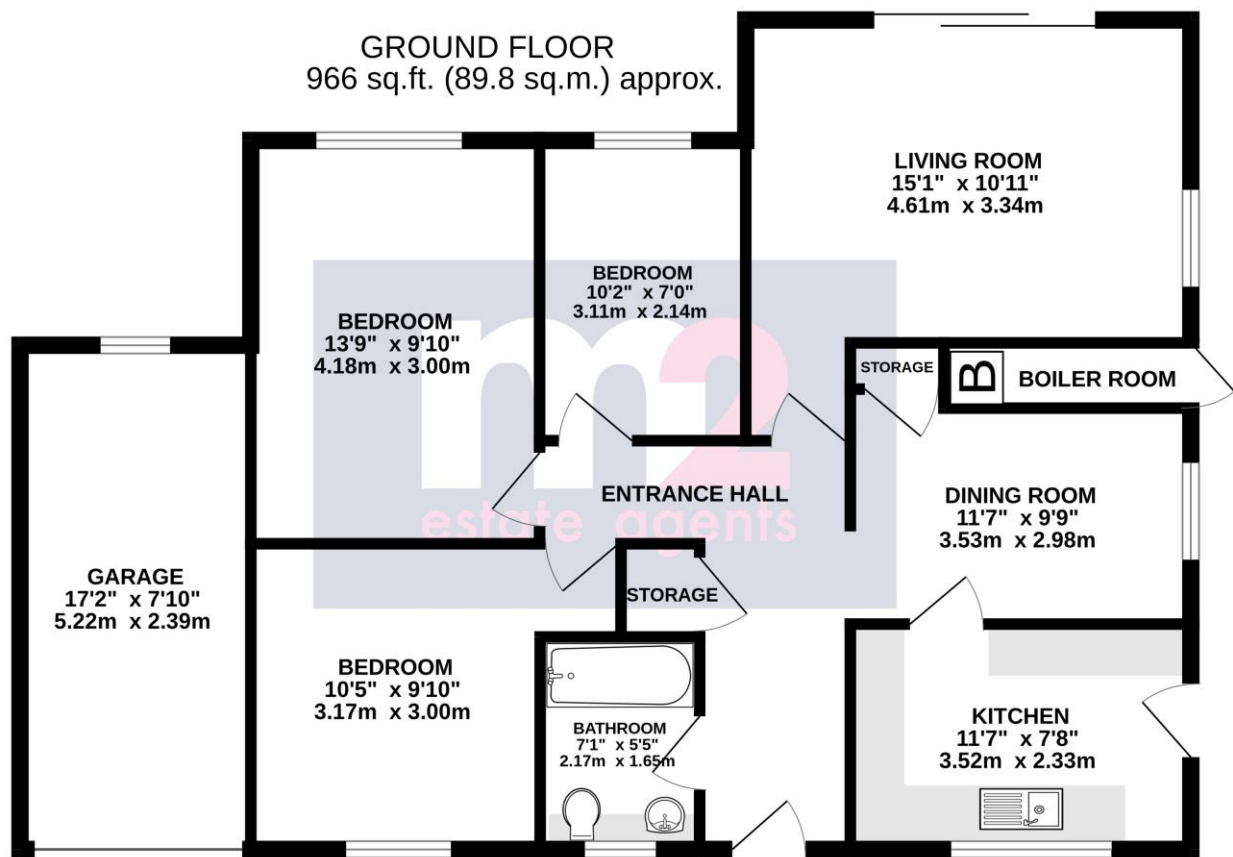 GROUND FLOOR
966 sq.ft. (89.8 sq.m.) approx.
LIVING ROOM
15'1" x 10'11"
4.61m x 3.34m
BEDROOM
10'2" x 7'0"
3.11m x 2.14m
BEDROOM
13'9" x 9'10"
4.18m x 3.00m
STORAGE
B
BOILER ROOM
m2
estate agents
ENTRANCE HALL
DINING ROOM
11'7" x 9'9"
3.53m x 2.98m
GARAGE
17'2" x 7'10"
5.22m x 2.39m
STORAGE
BEDROOM
10'5" x 9'10"
3.17m x 3.00m
BATHROOM
7'1" x 5'5"
2.17m x 1.65m
KITCHEN
11'7" x 7'8"
3.52m x 2.33m